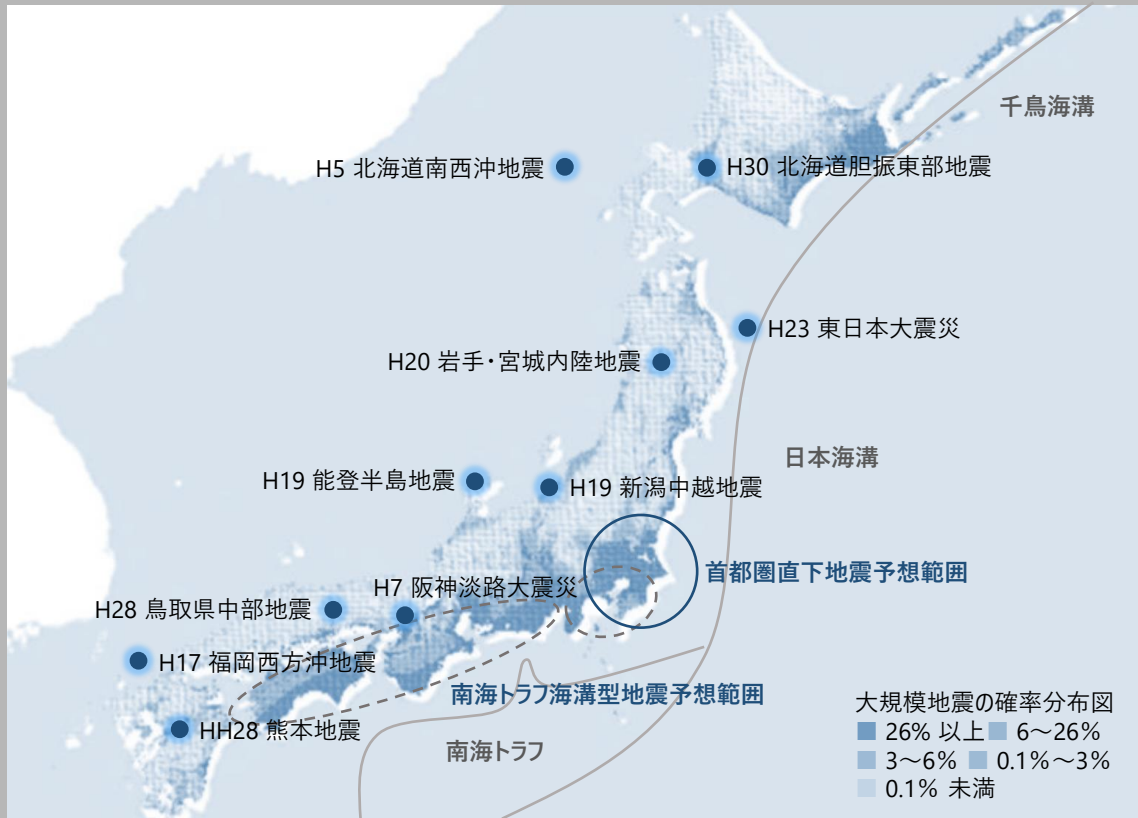 千鳥海溝
H5 北海道南西沖地震
H30 北海道胆振東部地震
H23 東日本大震災
H20 岩手・宮城内陸地震
日本海溝
H19 能登半島地震
H19 新潟中越地震
首都圏直下地震予想範囲
H7 阪神淡路大震災
H28 鳥取県中部地震
H17 福岡西方沖地震
南海トラフ海溝型地震予想範囲
HH28 熊本地震
南海トラフ
大規模地震の確率分布図
26% 以上 6～26%
3～6% 0.1%～3%
0.1% 未満